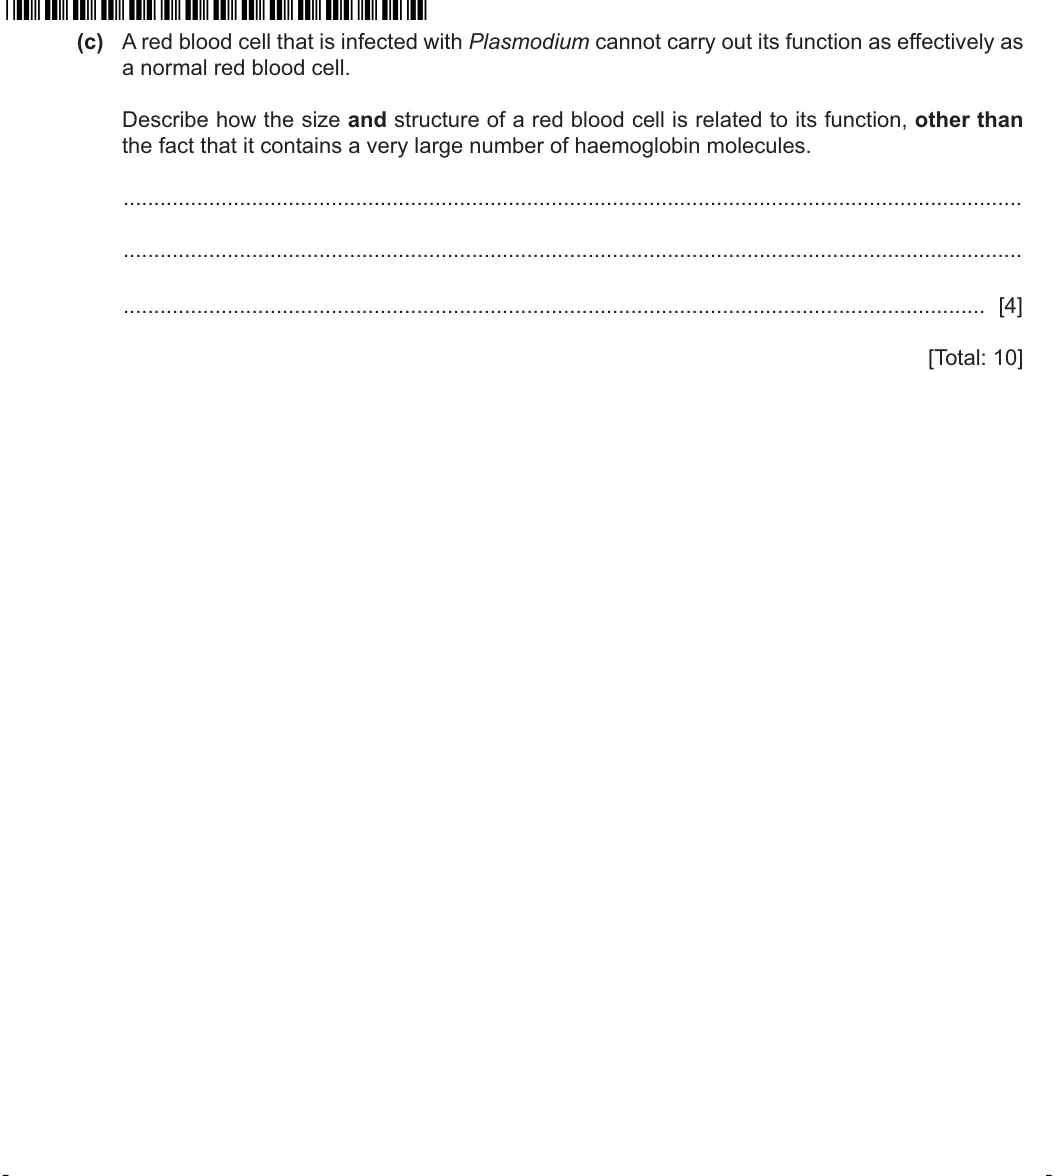 (c) A red blood cell that is infected with Plasmodium cannot carry out its function as effectively as
a normal red blood cell.
Describe how the size and structure of a red blood cell is related to its function, other than
the fact that it contains a very large number of haemoglobin molecules.
..........................................................................................
..........................................................................................
.......................................................................................... [4]
[Total: 10]